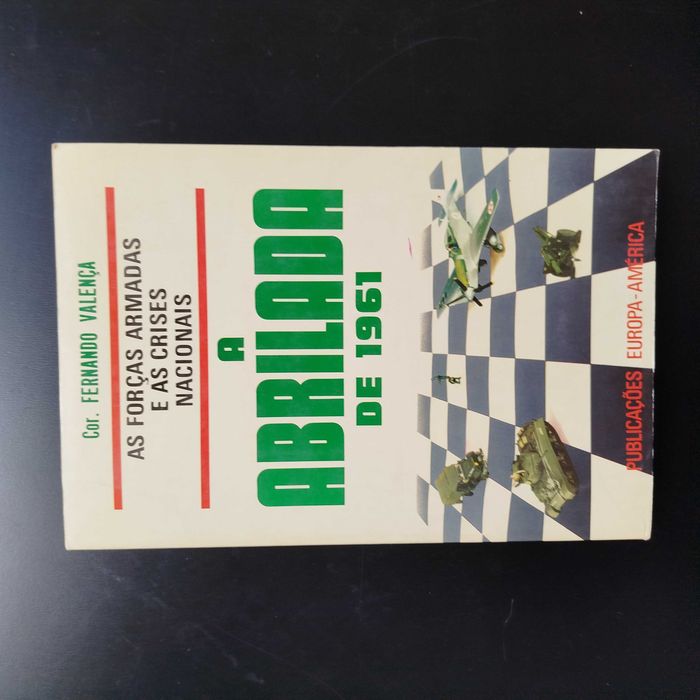 Cor. FERNANDO VALENÇA
AS FORÇAS ARMADAS
E AS CRISES
NACIONAIS
A
ABRILADA
DE 1961
PUBLICAÇÕES EUROPA-AMÉRICA